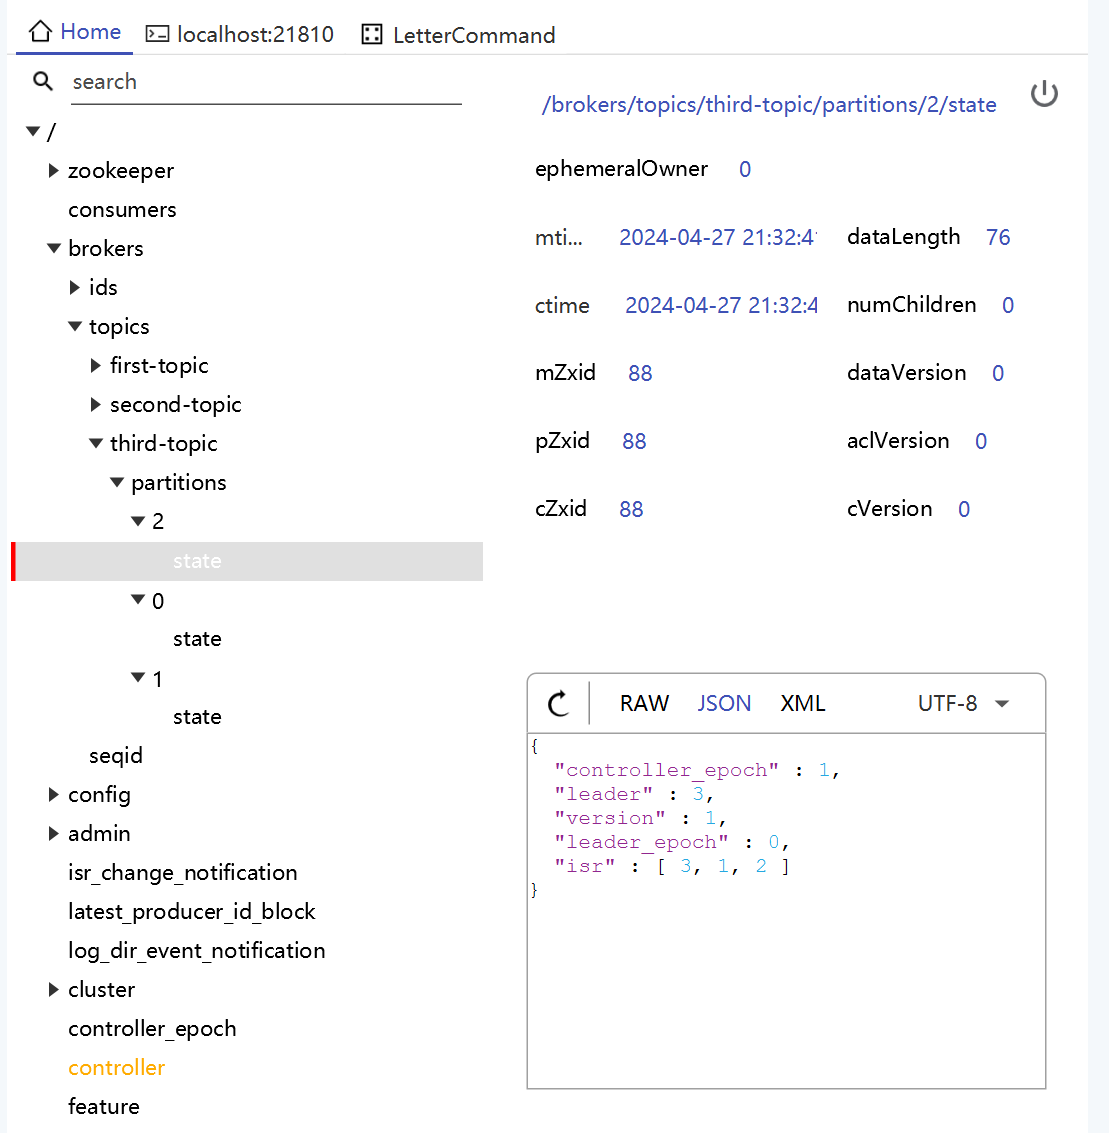 Home localhost:21810 LetterCommand
search
/
zookeeper
consumers
brokers
ids
topics
first-topic
second-topic
third-topic
partitions
2
state
0
state
1
state
seqid
config
admin
isr_change_notification
latest_producer_id_block
log_dir_event_notification
cluster
controller_epoch
controller
feature
/brokers/topics/third-topic/partitions/2/state
ephemeralOwner 0
mti... 2024-04-27 21:32:4 dataLength 76
ctime 2024-04-27 21:32:4 numChildren 0
mZxid 88 dataVersion 0
pZxid 88 aclVersion 0
cZxid 88 cVersion 0
RAW JSON XML UTF-8
{
"controller_epoch" : 1,
"leader" : 3,
"version" : 1,
"leader_epoch" : 0,
"isr" : [ 3, 1, 2 ]
}